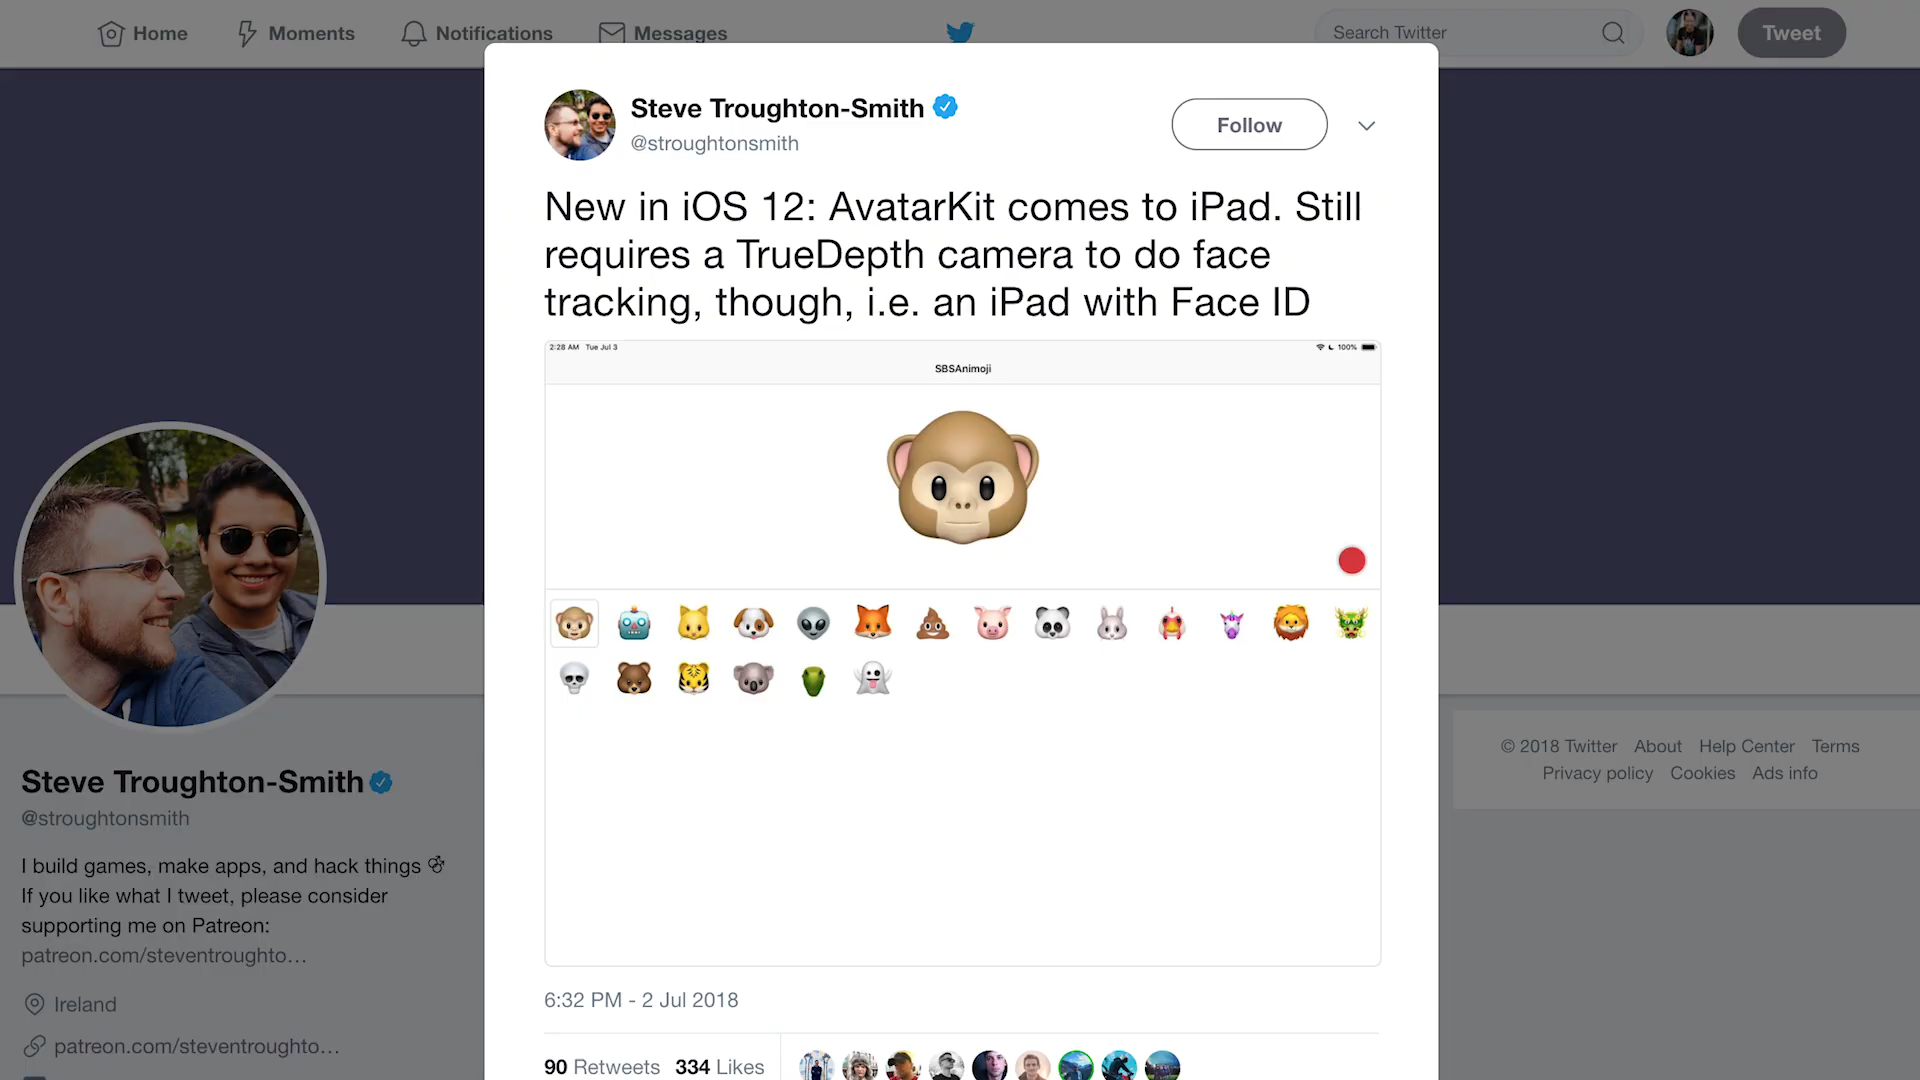 Home
Moments
Notifications
Messages
Search Twitter
Tweet
Steve Troughton-Smith
@stroughtonsmith
Follow
New in iOS 12: AvatarKit comes to iPad. Still
requires a TrueDepth camera to do face
tracking, though, i.e. an iPad with Face ID
2:28 AM Tue Jul 3
100%
SBSAnimoji
6:32 PM - 2 Jul 2018
90 Retweets 334 Likes
Steve Troughton-Smith
@stroughtonsmith
I build games, make apps, and hack things
If you like what I tweet, please consider
supporting me on Patreon:
patreon.com/steventroughto…
Ireland
patreon.com/steventroughto…
© 2018 Twitter About Help Center Terms
Privacy policy Cookies Ads info